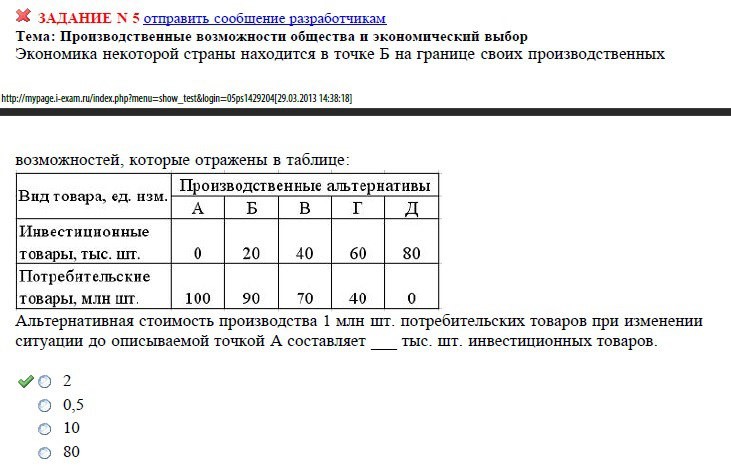 ЗАДАНИЕ N 5 отправить сообщение разработчикам
Тема: Производственные возможности общества и экономический выбор
Экономика некоторой страны находится в точке Б на границе своих производственных
http://mypage.i-exam.ru/index.php?menu=show_test&login=05ps1429204[29.03.2013 14:38:18]
возможностей, которые отражены в таблице:
Вид товара, ед. изм. Производственные альтернативы
А Б В Г Д
Инвестиционные
товары, тыс. шт. 0 20 40 60 80
Потребительские
товары, млн шт. 100 90 70 40 0
Альтернативная стоимость производства 1 млн шт. потребительских товаров при изменении
ситуации до описываемой точкой А составляет ___ тыс. шт. инвестиционных товаров.
2
0,5
10
80